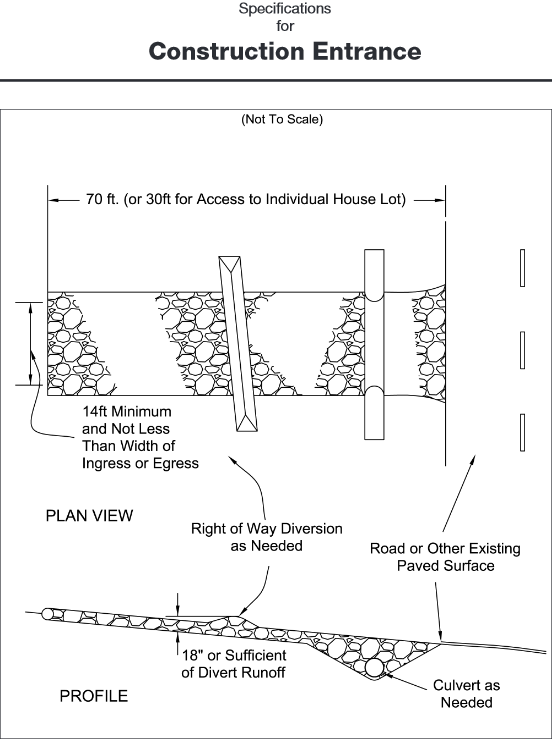 Specifications
for
Construction Entrance
(Not To Scale)
70 ft. (or 30ft for Access to Individual House Lot)
14ft Minimum
and Not Less
Than Width of
Ingress or Egress
PLAN VIEW
Right of Way Diversion
as Needed
Road or Other Existing
Paved Surface
18" or Sufficient
of Divert Runoff
Culvert as
Needed
PROFILE